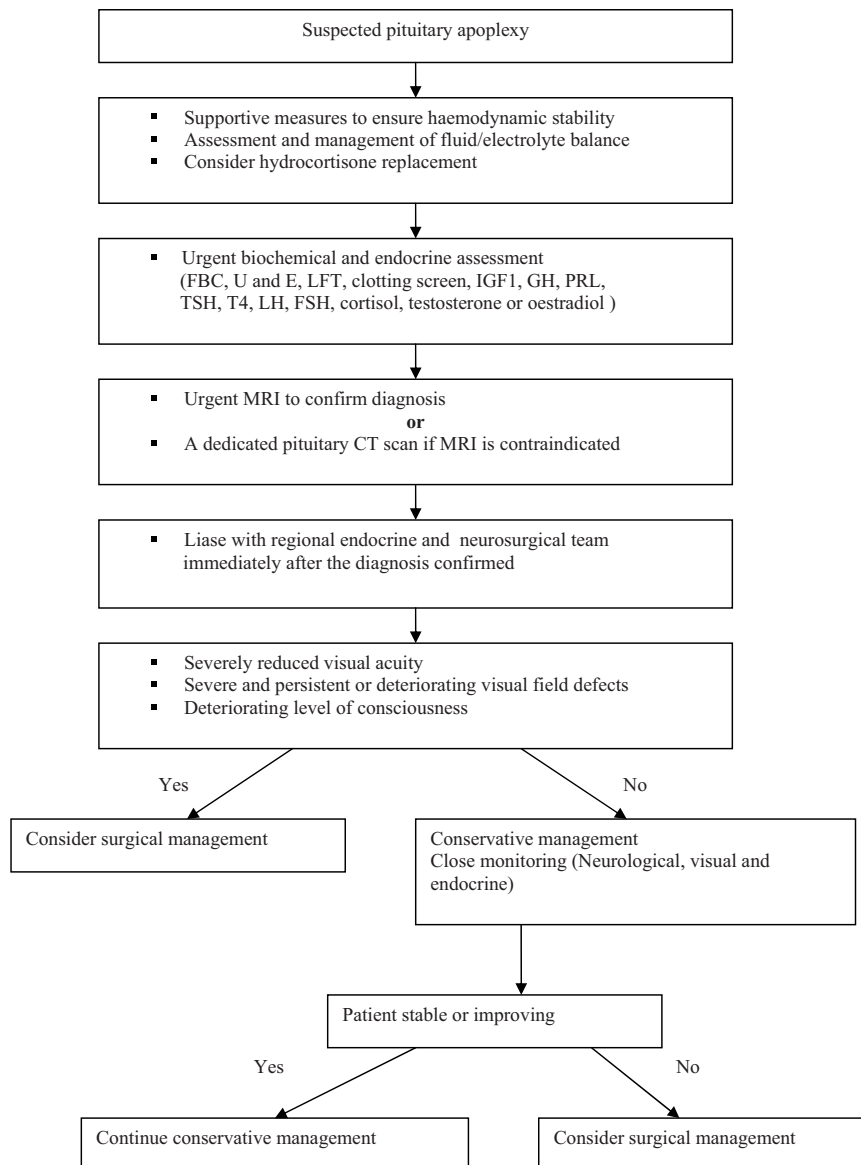 Suspected pituitary apoplexy
▪ Supportive measures to ensure haemodynamic stability
▪ Assessment and management of fluid/electrolyte balance
▪ Consider hydrocortisone replacement
▪ Urgent biochemical and endocrine assessment
(FBC, U and E, LFT, clotting screen, IGF1, GH, PRL,
TSH, T4, LH, FSH, cortisol, testosterone or oestradiol )
▪ Urgent MRI to confirm diagnosis
or
▪ A dedicated pituitary CT scan if MRI is contraindicated
▪ Liase with regional endocrine and neurosurgical team
immediately after the diagnosis confirmed
▪ Severely reduced visual acuity
▪ Severe and persistent or deteriorating visual field defects
▪ Deteriorating level of consciousness
Yes
No
Consider surgical management
Conservative management
Close monitoring (Neurological, visual and
endocrine)
Patient stable or improving
Yes
No
Continue conservative management
Consider surgical management